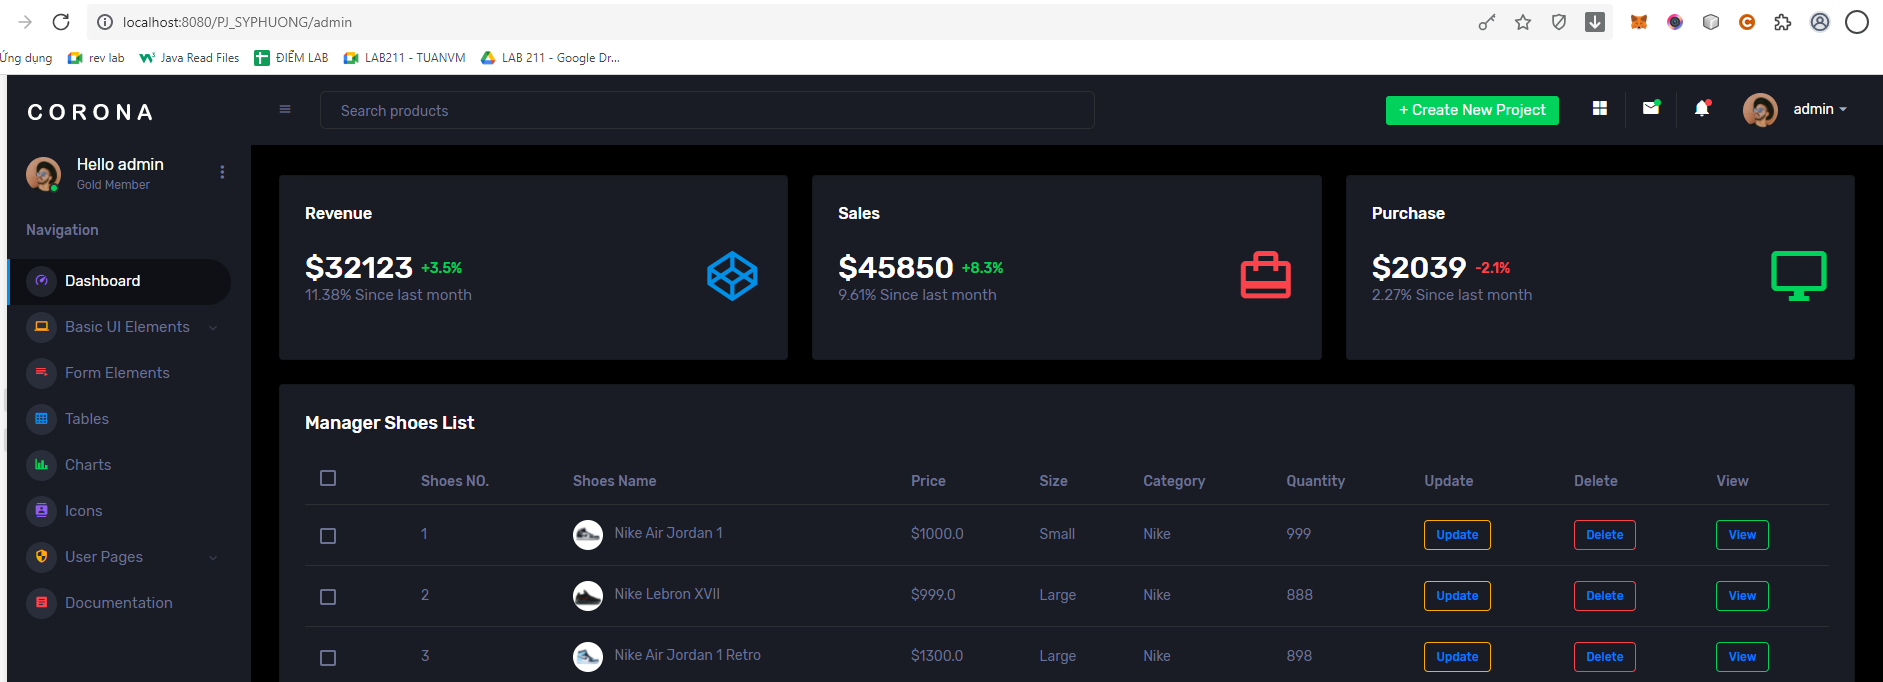 localhost:8080/PJ_SYPHUONG/admin
Ứng dụng rev lab Java Read Files ĐIỂM LAB LAB211 - TUANVM LAB 211 - Google Dr...
CORONA
Search products
+ Create New Project
admin
Hello admin
Gold Member
Navigation
Dashboard
Basic UI Elements
Form Elements
Tables
Charts
Icons
User Pages
Documentation
Revenue
$32123 +3.5%
11.38% Since last month
Sales
$45850 +8.3%
9.61% Since last month
Purchase
$2039 -2.1%
2.27% Since last month
Manager Shoes List
Shoes NO. Shoes Name Price Size Category Quantity Update Delete View
1 Nike Air Jordan 1 $1000.0 Small Nike 999 Update Delete View
2 Nike Lebron XVII $999.0 Large Nike 888 Update Delete View
3 Nike Air Jordan 1 Retro $1300.0 Large Nike 898 Update Delete View